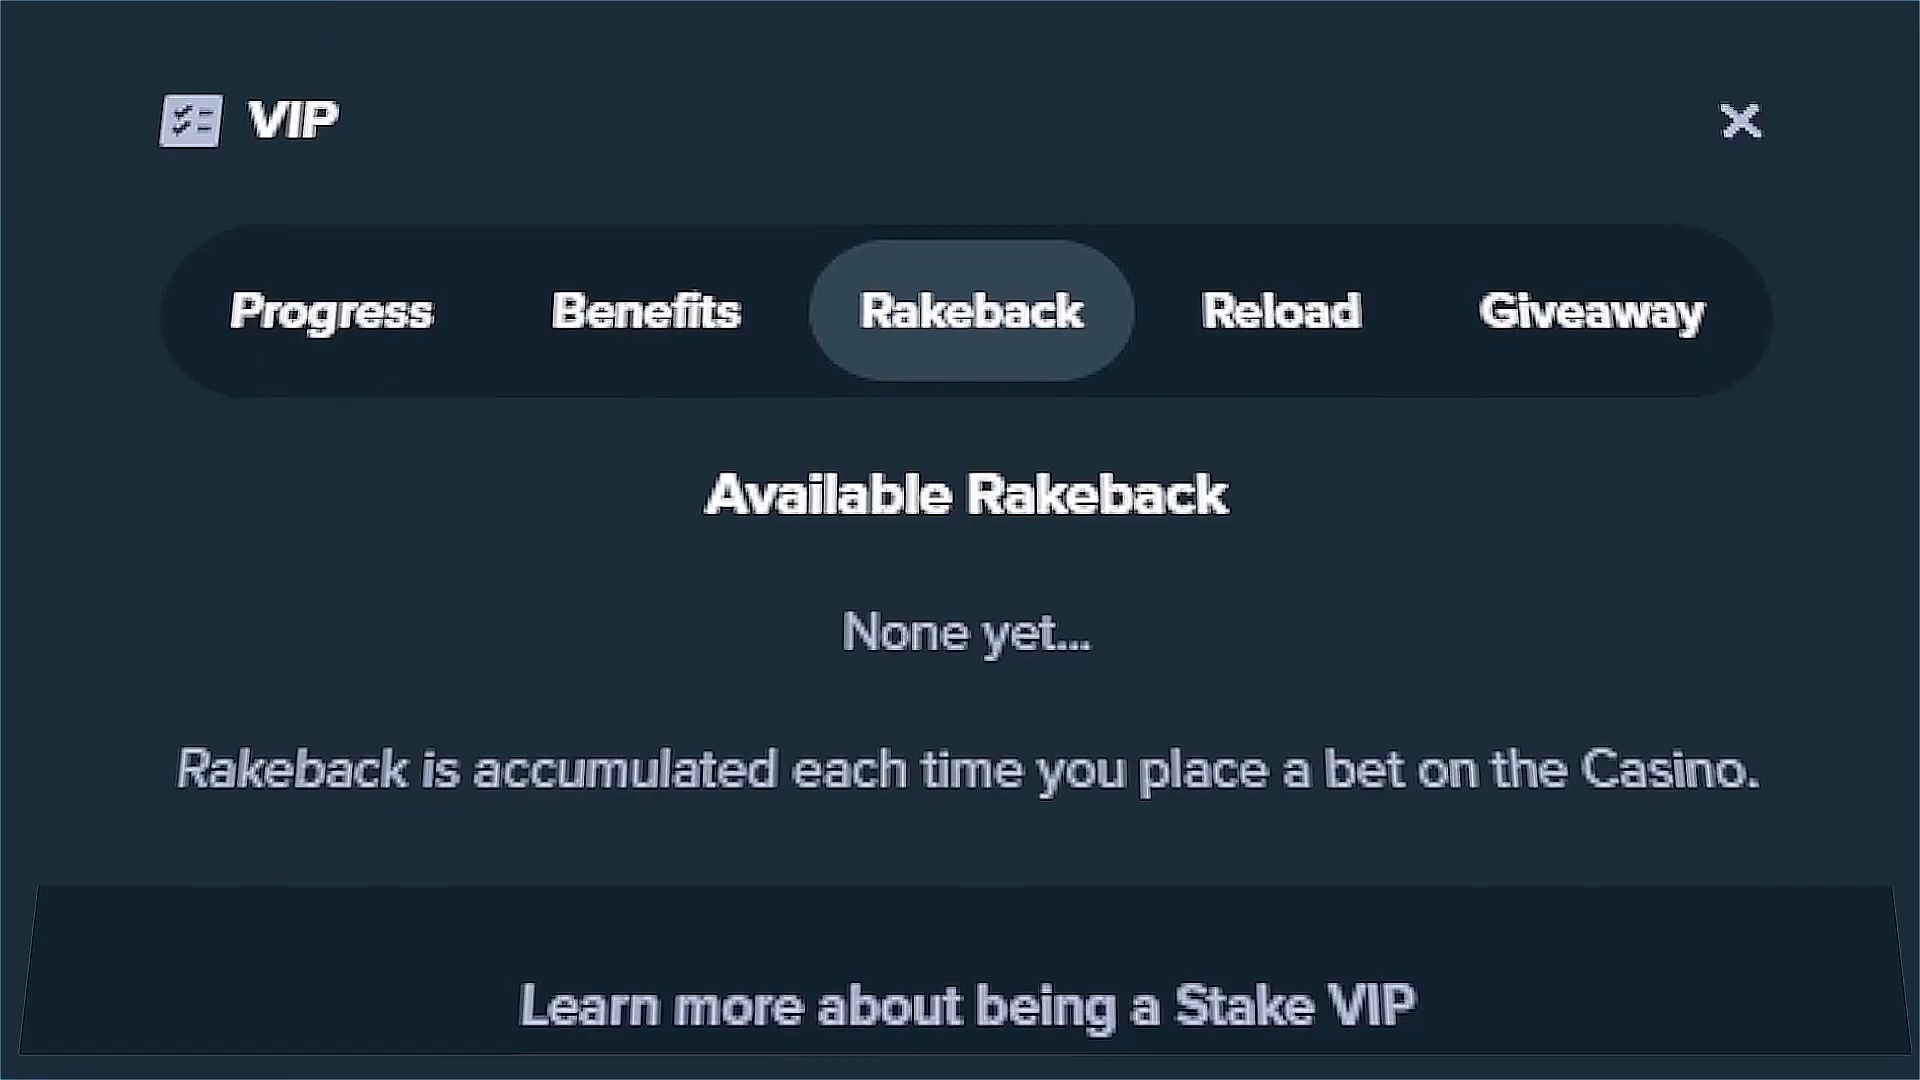 VIP
Progress Benefits Rakeback Reload Giveaway
Available Rakeback
None yet...
Rakeback is accumulated each time you place a bet on the Casino.
Learn more about being a Stake VIP